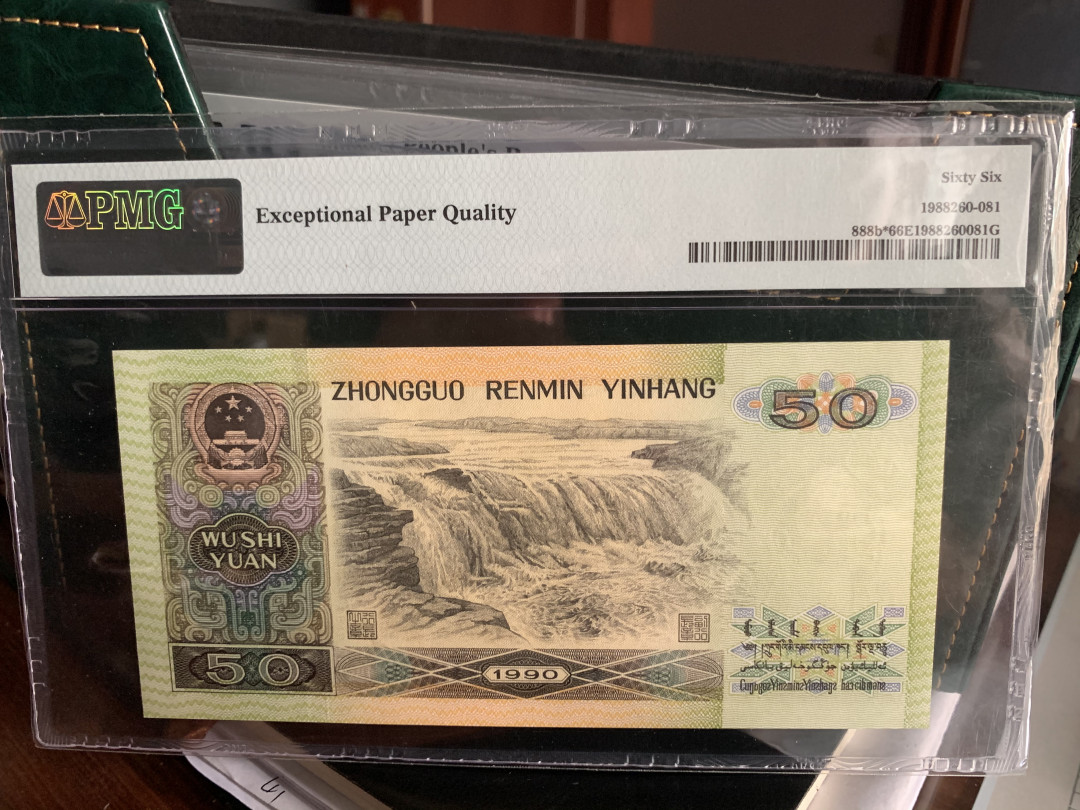 PMG
Exceptional Paper Quality
Sixty Six
1988260-081
888b*66E1988260081G
ZHONGGUO RENMIN YINHANG
50
WU SHI
YUAN
50
1990